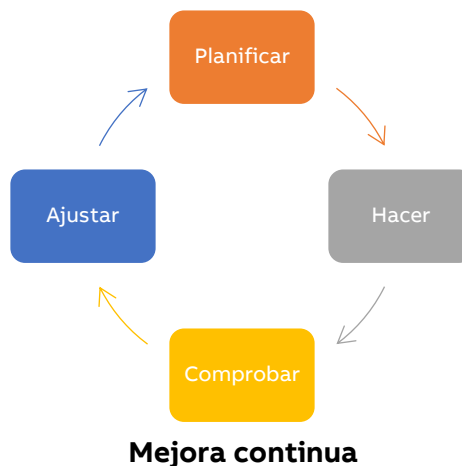 Planificar
Ajustar
Hacer
Comprobar
Mejora continua